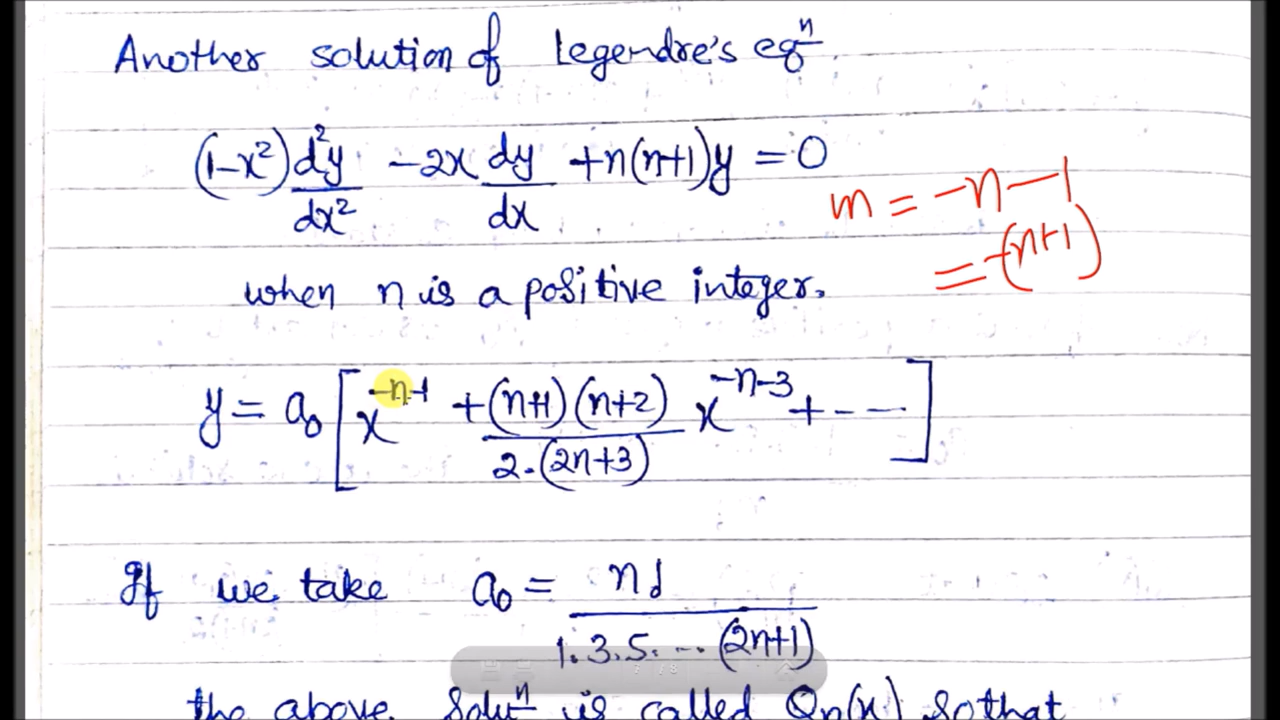 Another solution of Legendre's eqⁿ.
(1-x²) d²y/dx² - 2x dy/dx + n(n+1)y = 0
m = -n-1
= -(n+1)
when n is a positive integer.
y = a₀ [x^{-n-1} + (n+1)(n+2)/2.(2n+3) x^{-n-3} + - - -]
If we take a₀ = n!/1.3.5. - - (2n+1)
the above Soluⁿ is called Qn(x) so that